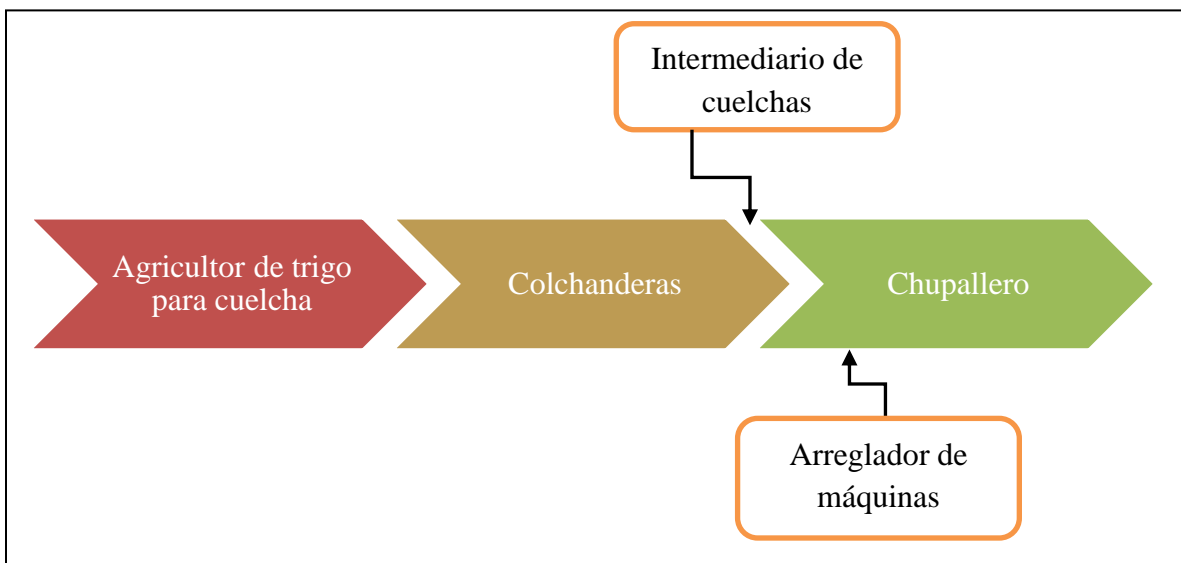 Intermediario de
cuelchas
Agricultor de trigo
para cuelcha
Colchanderas
Chupallero
Arreglador de
máquinas